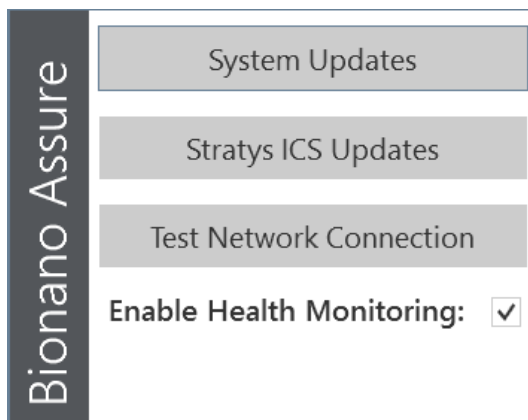 Bionano Assure
System Updates
Stratys ICS Updates
Test Network Connection
Enable Health Monitoring: